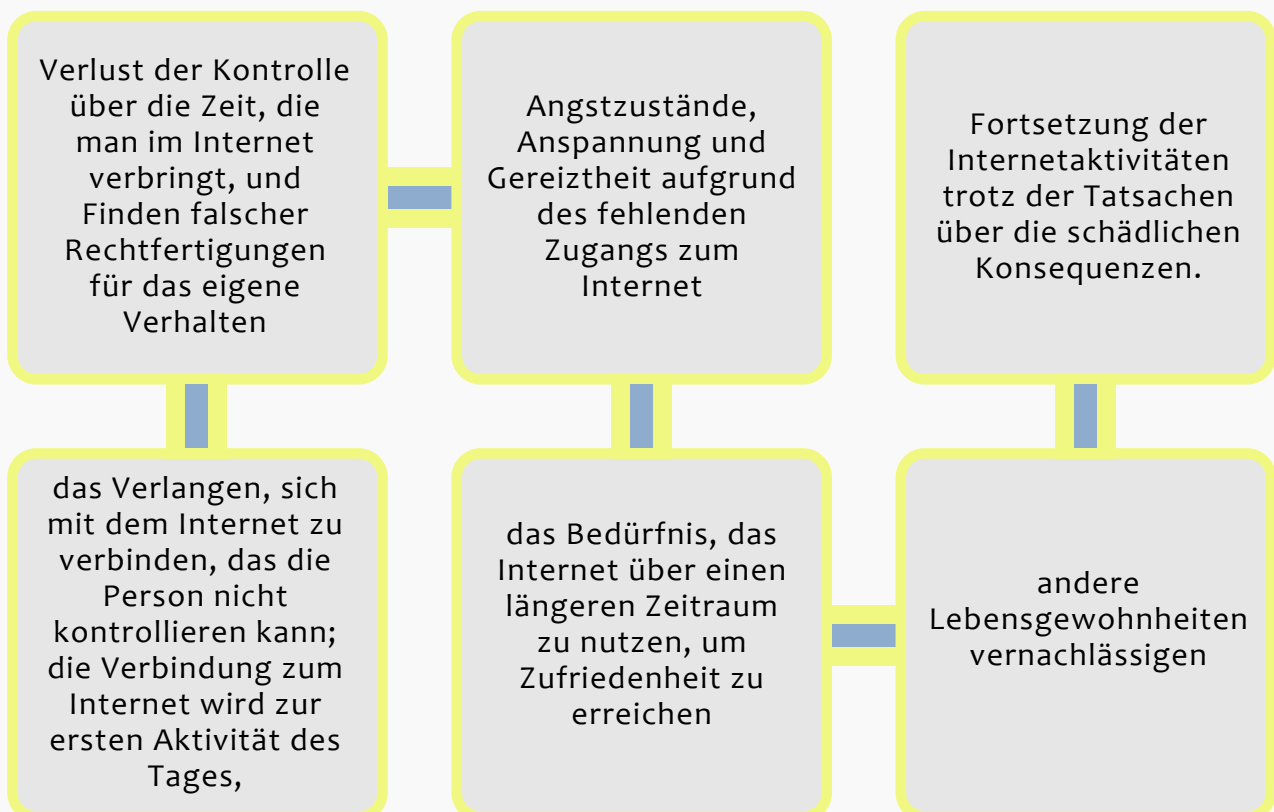 Verlust der Kontrolle
über die Zeit, die
man im Internet
verbringt, und
Finden falscher
Rechtfertigungen
für das eigene
Verhalten
Angstzustände,
Anspannung und
Gereiztheit aufgrund
des fehlenden
Zugangs zum
Internet
Fortsetzung der
Internetaktivitäten
trotz der Tatsachen
über die schädlichen
Konsequenzen.
das Verlangen, sich
mit dem Internet zu
verbinden, das die
Person nicht
kontrollieren kann;
die Verbindung zum
Internet wird zur
ersten Aktivität des
Tages,
das Bedürfnis, das
Internet über einen
längeren Zeitraum
zu nutzen, um
Zufriedenheit zu
erreichen
andere
Lebensgewohnheiten
vernachlässigen